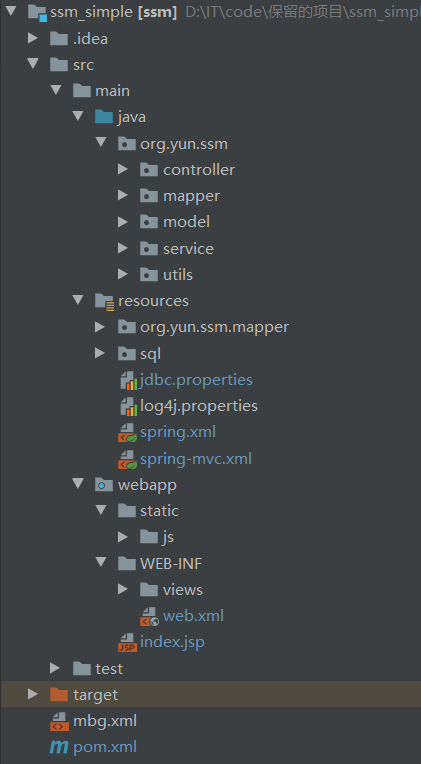 ssm_simple [ssm] D:\IT\code\保留的项目\ssm_simpl
.idea
src
main
java
org.yun.ssm
controller
mapper
model
service
utils
resources
org.yun.ssm.mapper
sql
jdbc.properties
log4j.properties
spring.xml
spring-mvc.xml
webapp
static
js
WEB-INF
views
web.xml
JSP index.jsp
test
target
mbg.xml
pom.xml